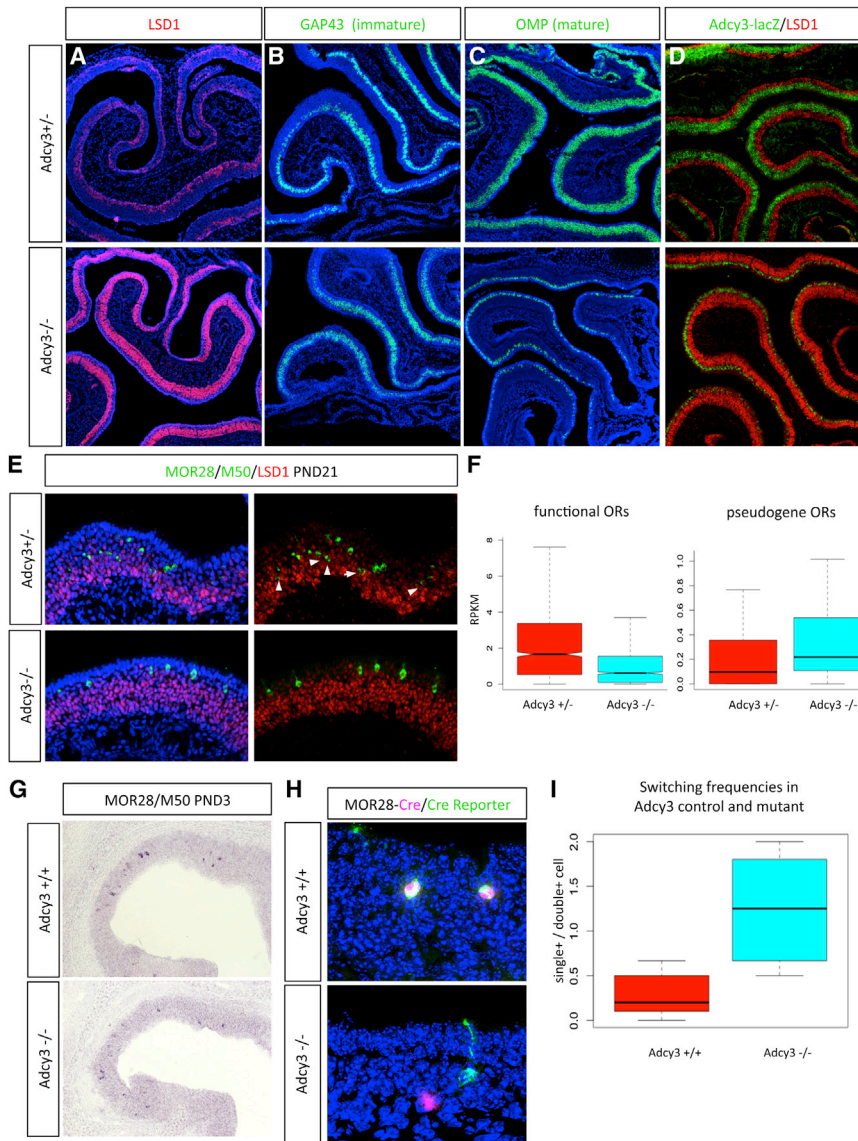 LSD1
GAP43 (immature)
OMP (mature)
Adcy3-lacZ/LSD1
A
B
C
D
Adcy3+/-
Adcy3-/-
E
MOR28/M50/LSD1 PND21
Adcy3+/-
Adcy3-/-
F
functional ORs
pseudogene ORs
RPKM
8
6
4
2
0
1.0
0.8
0.6
0.4
0.2
0.0
Adcy3 +/-
Adcy3 -/-
Adcy3 +/-
Adcy3 -/-
G
MOR28/M50 PND3
Adcy3 +/+
Adcy3 -/-
H
MOR28-Cre/Cre Reporter
Adcy3 +/+
Adcy3 -/-
I
Switching frequencies in
Adcy3 control and mutant
single+ / double+ cell
2.0
1.5
1.0
0.5
0.0
Adcy3 +/+
Adcy3 -/-